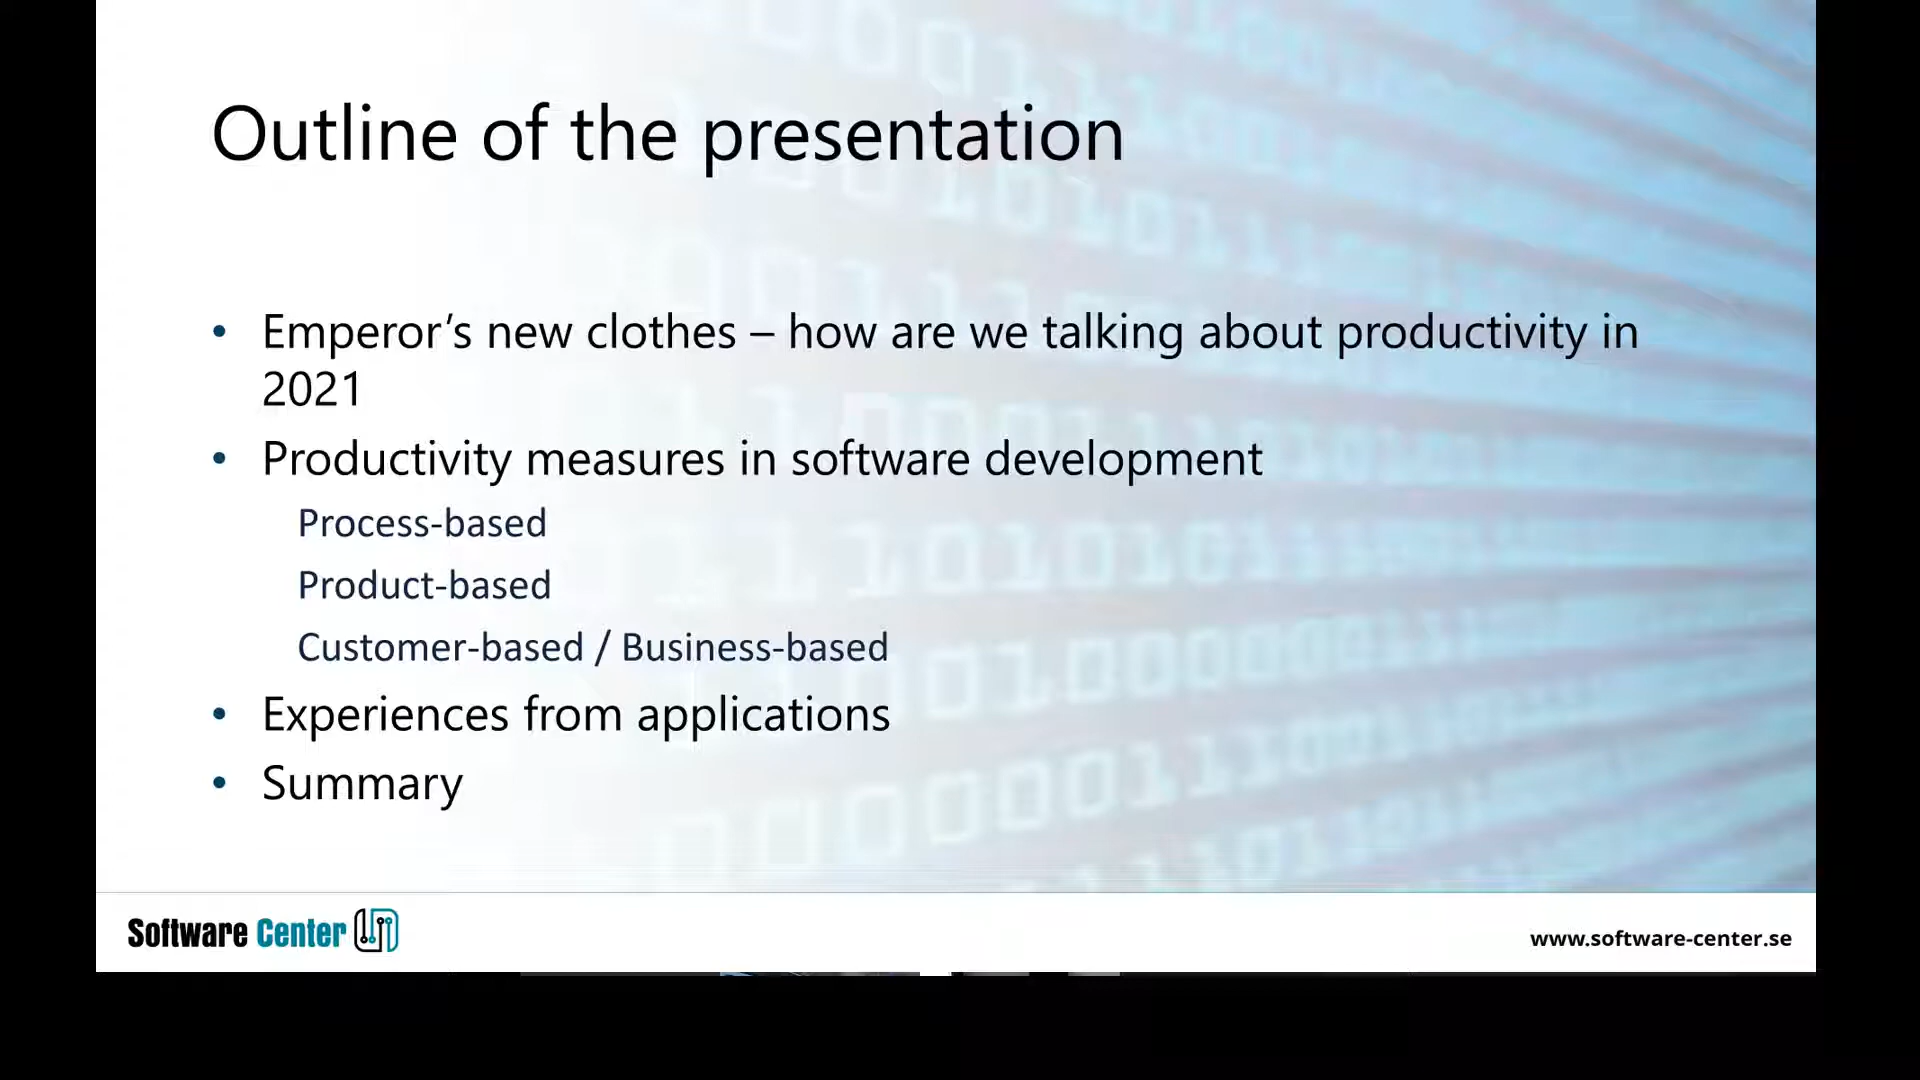 Outline of the presentation
• Emperor’s new clothes – how are we talking about productivity in
2021
• Productivity measures in software development
Process-based
Product-based
Customer-based / Business-based
• Experiences from applications
• Summary
Software Center
www.software-center.se